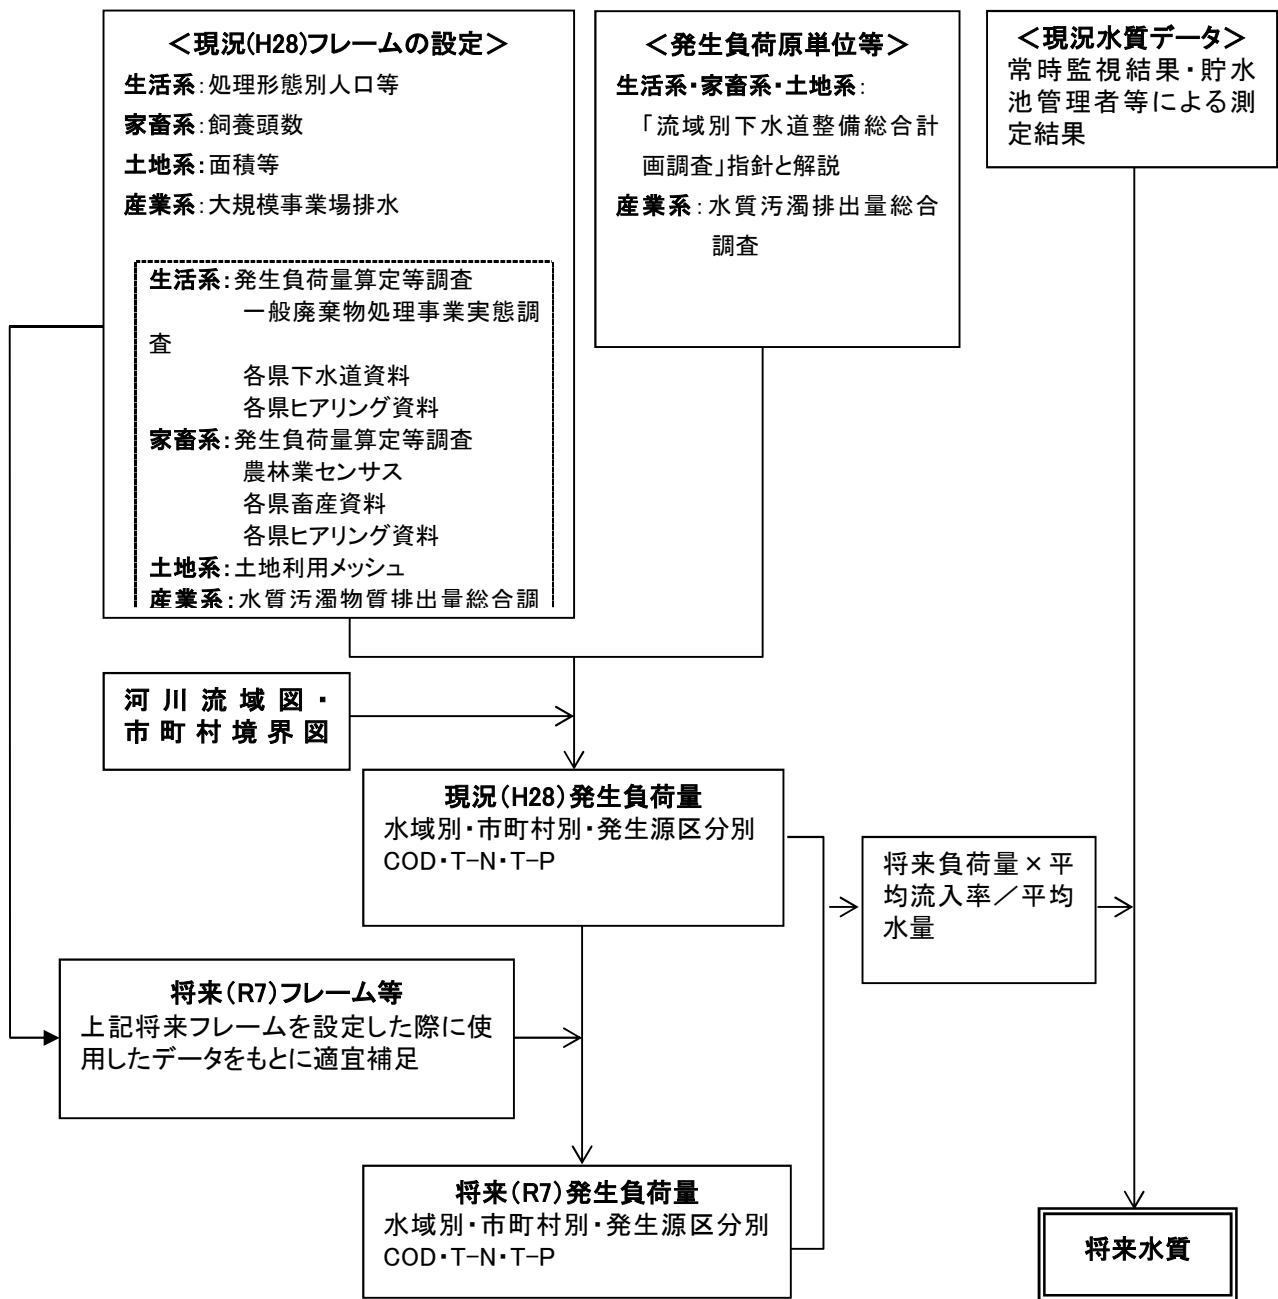 ＜現況(H28)フレームの設定＞
生活系：処理形態別人口等
家畜系：飼養頭数
土地系：面積等
産業系：大規模事業場排水
生活系：発生負荷量算定等調査
一般廃棄物処理事業実態調
査
各県下水道資料
各県ヒアリング資料
家畜系：発生負荷量算定等調査
農林業センサス
各県畜産資料
各県ヒアリング資料
土地系：土地利用メッシュ
産業系：水質汚濁物質排出量総合調
＜発生負荷原単位等＞
生活系・家畜系・土地系：
「流域別下水道整備総合計
画調査」指針と解説
産業系：水質汚濁排出量総合
調査
＜現況水質データ＞
常時監視結果・貯水
池管理者等による測
定結果
河川流域図・
市町村境界図
現況（H28）発生負荷量
水域別・市町村別・発生源区分別
COD・T-N・T-P
将来負荷量×平
均流入率／平均
水量
将来（R7）フレーム等
上記将来フレームを設定した際に使
用したデータをもとに適宜補足
将来（R7）発生負荷量
水域別・市町村別・発生源区分別
COD・T-N・T-P
将来水質